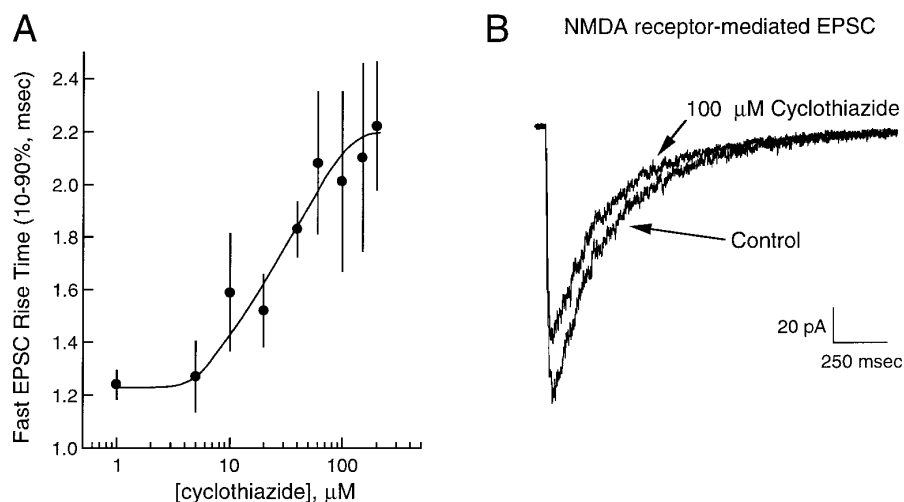 A
Fast EPSC Rise Time (10-90%, msec)
2.4
2.2
2.0
1.8
1.6
1.4
1.2
1.0
1
10
100
[cyclothiazide], μM
B
NMDA receptor-mediated EPSC
100 μM Cyclothiazide
Control
20 pA
250 msec